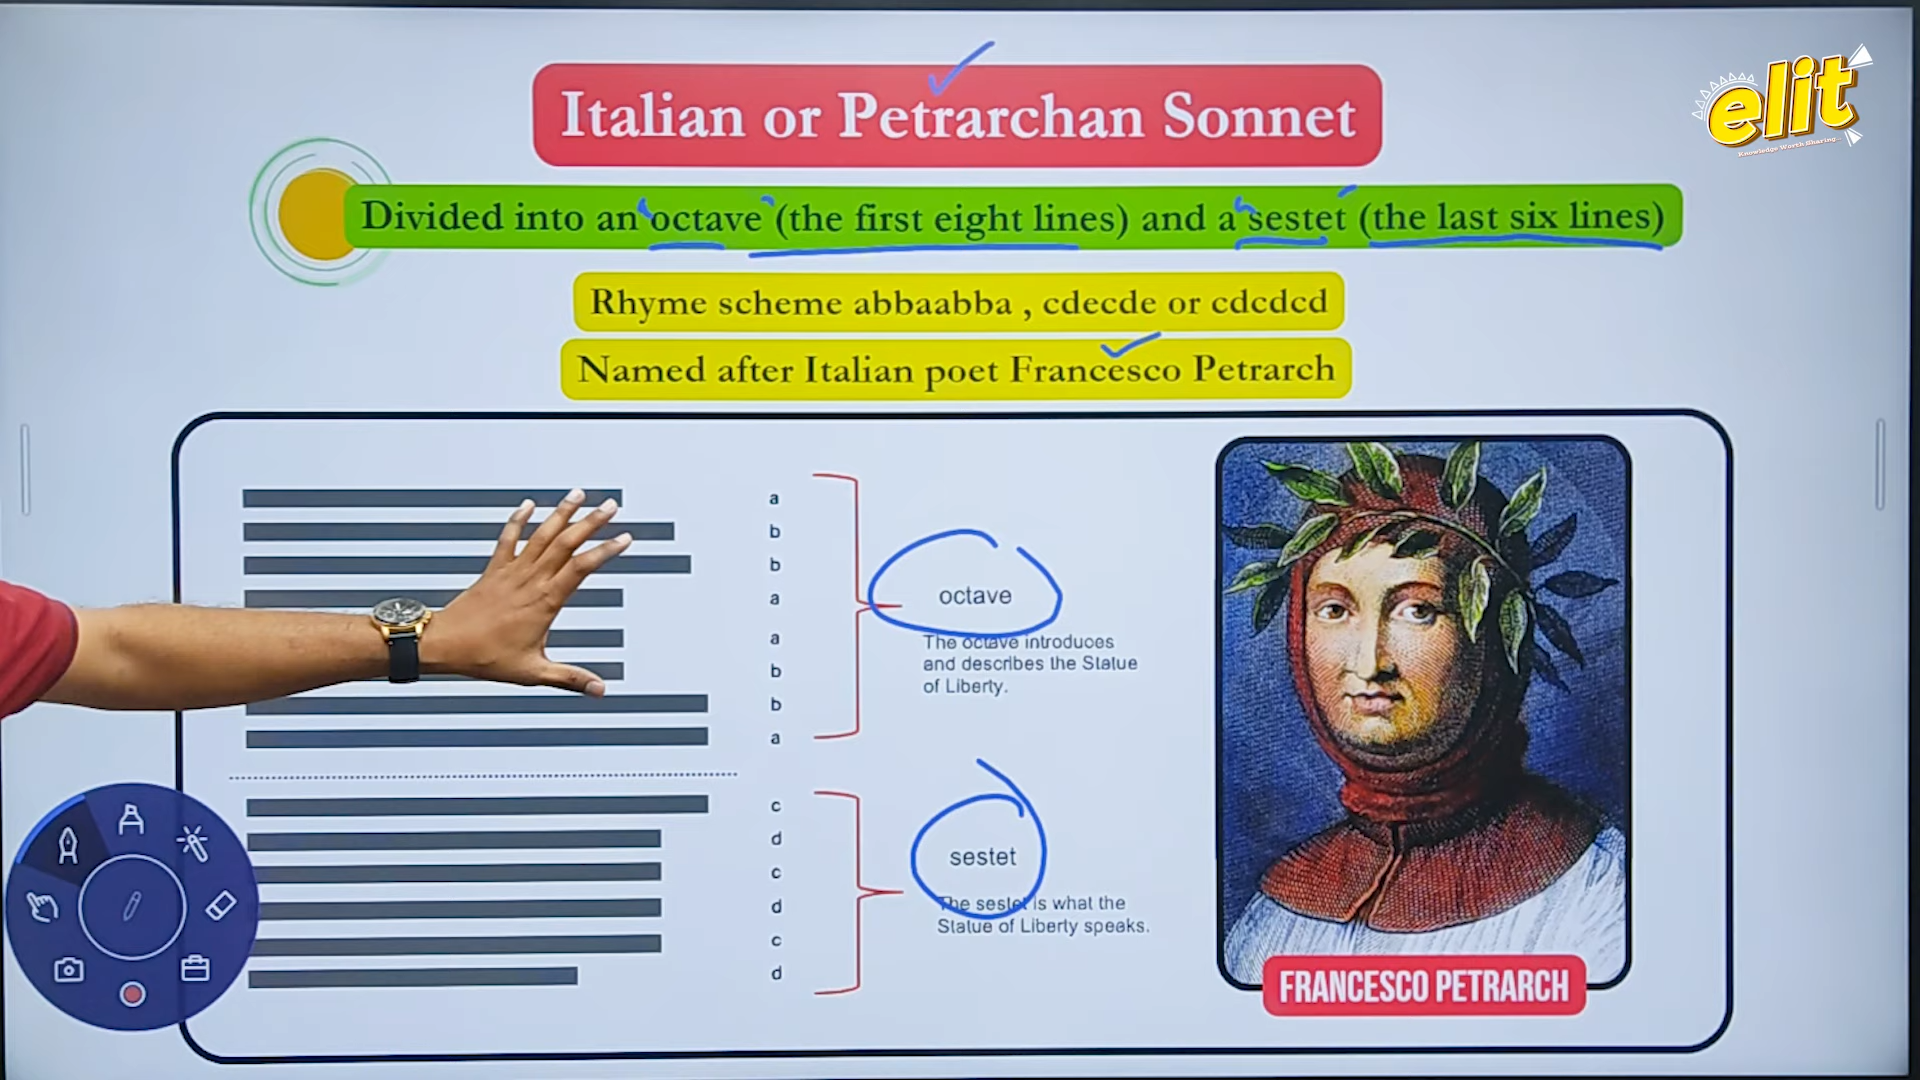 elit
Knowledge Worth Sharing...
Italian or Petrarchan Sonnet
Divided into an octave (the first eight lines) and a sestet (the last six lines)
Rhyme scheme abbaabba , cdecde or cdcdcd
Named after Italian poet Francesco Petrarch
a
b
b
a
a
b
b
a
octave
The octave introduces
and describes the Statue
of Liberty.
c
d
c
d
c
d
sestet
The sestet is what the
Statue of Liberty speaks.
FRANCESCO PETRARCH